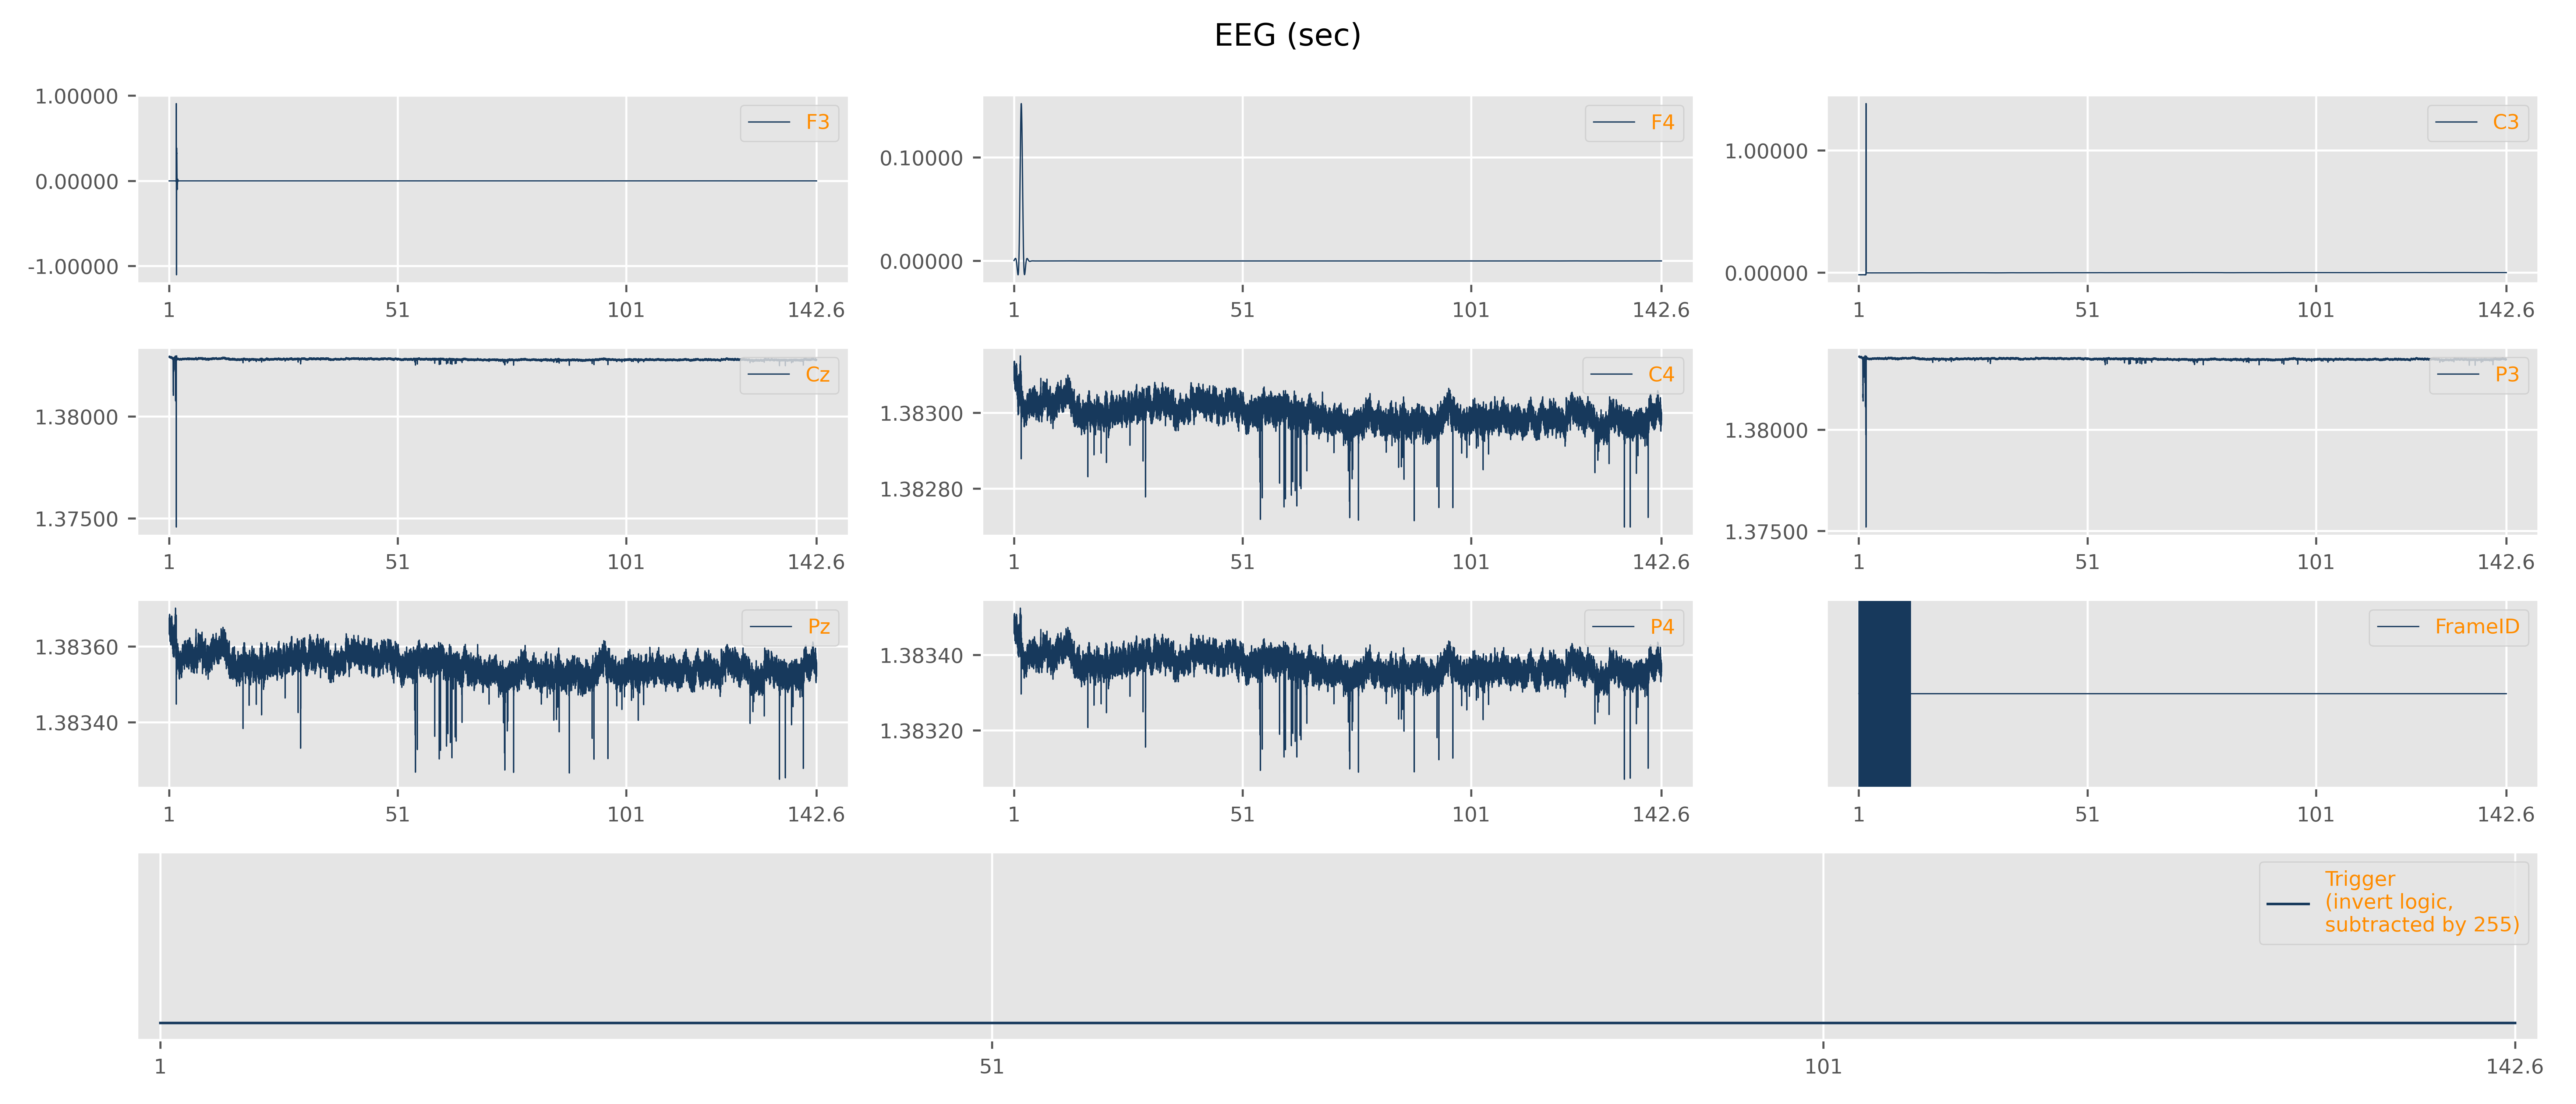 EEG (sec)
1.00000
0.00000
-1.00000
F3
1 51 101 142.6
0.10000
0.00000
F4
1 51 101 142.6
1.00000
0.00000
C3
1 51 101 142.6
1.38000
1.37500
Cz
1 51 101 142.6
1.38300
1.38280
C4
1 51 101 142.6
1.38000
1.37500
P3
1 51 101 142.6
1.38360
1.38340
Pz
1 51 101 142.6
1.38340
1.38320
P4
1 51 101 142.6
FrameID
1 51 101 142.6
Trigger
(invert logic,
subtracted by 255)
1 51 101 142.6